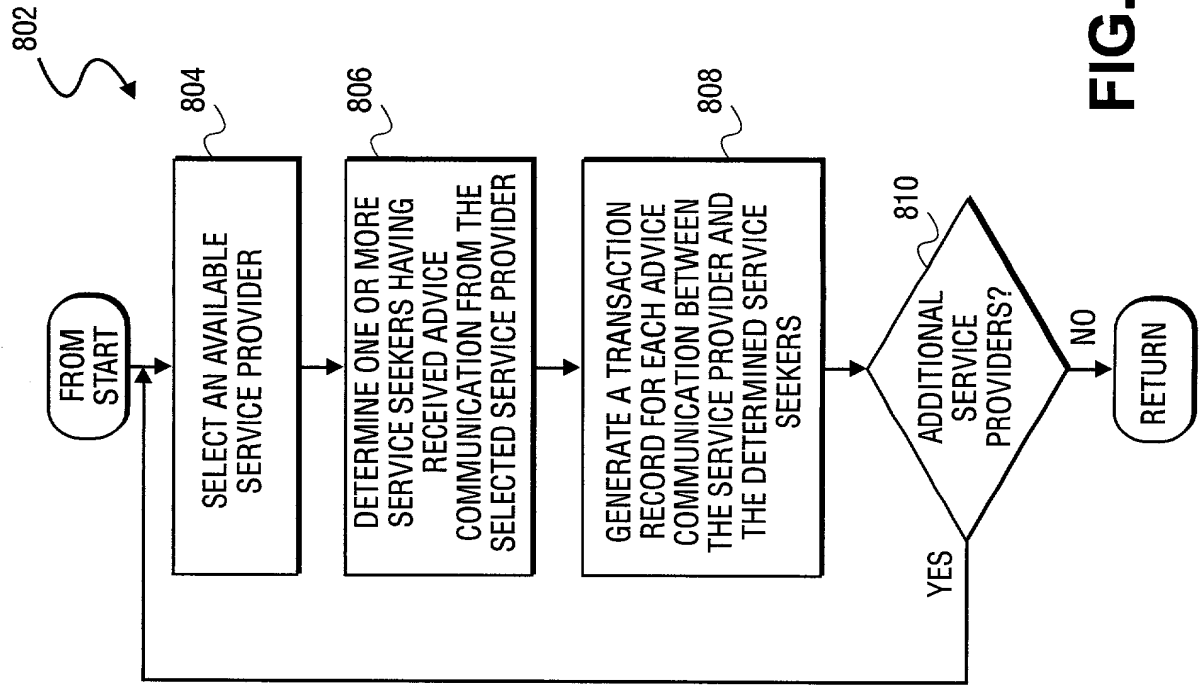 802
FROM
START
804
SELECT AN AVAILABLE
SERVICE PROVIDER
806
DETERMINE ONE OR MORE
SERVICE SEEKERS HAVING
RECEIVED ADVICE
COMMUNICATION FROM THE
SELECTED SERVICE PROVIDER
808
GENERATE A TRANSACTION
RECORD FOR EACH ADVICE
COMMUNICATION BETWEEN
THE SERVICE PROVIDER AND
THE DETERMINED SERVICE
SEEKERS
810
ADDITIONAL
SERVICE
PROVIDERS?
YES
NO
RETURN
FIG.